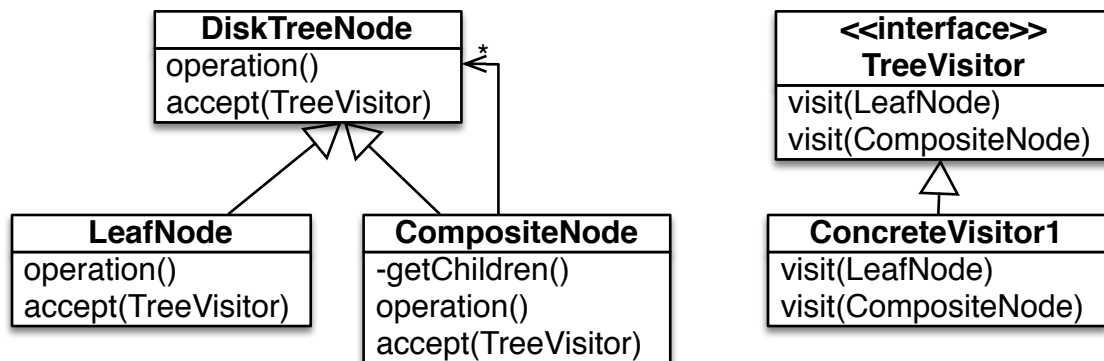 DiskTreeNode
operation()
accept(TreeVisitor)
*
<<interface>>
TreeVisitor
visit(LeafNode)
visit(CompositeNode)
LeafNode
operation()
accept(TreeVisitor)
CompositeNode
-getChildren()
operation()
accept(TreeVisitor)
ConcreteVisitor1
visit(LeafNode)
visit(CompositeNode)